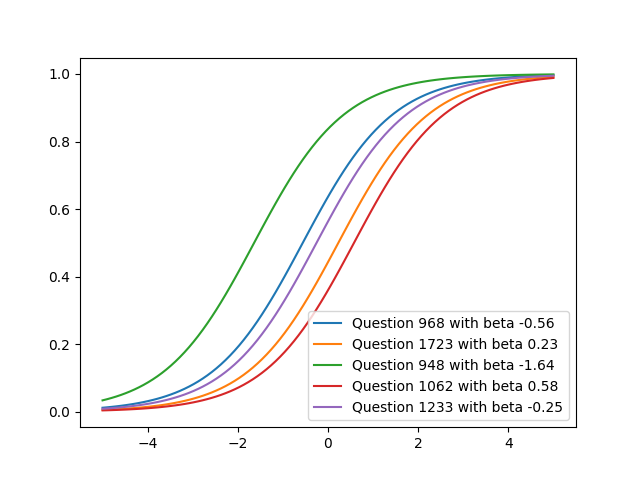 1.0
0.8
0.6
0.4
0.2
0.0
Question 968 with beta -0.56
Question 1723 with beta 0.23
Question 948 with beta -1.64
Question 1062 with beta 0.58
Question 1233 with beta -0.25
−4 −2 0 2 4